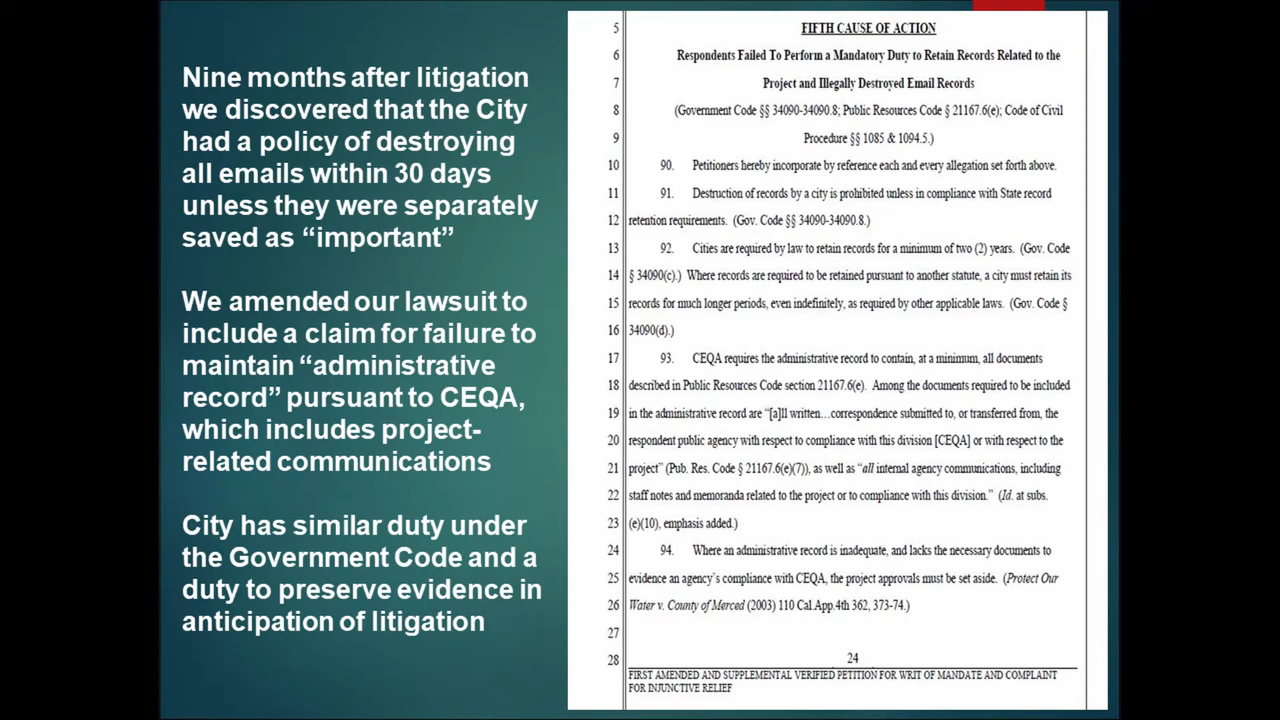 Nine months after litigation
we discovered that the City
had a policy of destroying
all emails within 30 days
unless they were separately
saved as “important”
We amended our lawsuit to
include a claim for failure to
maintain “administrative
record” pursuant to CEQA,
which includes project-
related communications
City has similar duty under
the Government Code and a
duty to preserve evidence in
anticipation of litigation
5 FIFTH CAUSE OF ACTION
6 Respondents Failed To Perform a Mandatory Duty to Retain Records Related to the
7 Project and Illegally Destroyed Email Records
8 (Government Code §§ 34090-34090.8; Public Resources Code § 21167.6(e); Code of Civil
9 Procedure §§ 1085 & 1094.5.)
10 90. Petitioners hereby incorporate by reference each and every allegation set forth above.
11 91. Destruction of records by a city is prohibited unless in compliance with State record
12 retention requirements. (Gov. Code §§ 34090-34090.8.)
13 92. Cities are required by law to retain records for a minimum of two (2) years. (Gov. Code
14 § 34090(c).) Where records are required to be retained pursuant to another statute, a city must retain its
15 records for much longer periods, even indefinitely, as required by other applicable laws. (Gov. Code §
16 34090(d).)
17 93. CEQA requires the administrative record to contain, at a minimum, all documents
18 described in Public Resources Code section 21167.6(e). Among the documents required to be included
19 in the administrative record are “[a]ll written…correspondence submitted to, or transferred from, the
20 respondent public agency with respect to compliance with this division [CEQA] or with respect to the
21 project” (Pub. Res. Code § 21167.6(e)(7)), as well as “all internal agency communications, including
22 staff notes and memoranda related to the project or to compliance with this division.” (Id. at subs.
23 (e)(10), emphasis added.)
24 94. Where an administrative record is inadequate, and lacks the necessary documents to
25 evidence an agency’s compliance with CEQA, the project approvals must be set aside. (Protect Our
26 Water v. County of Merced (2003) 110 Cal.App.4th 362, 373-74.)
27
28
24
FIRST AMENDED AND SUPPLEMENTAL VERIFIED PETITION FOR WRIT OF MANDATE AND COMPLAINT
FOR INJUNCTIVE RELIEF